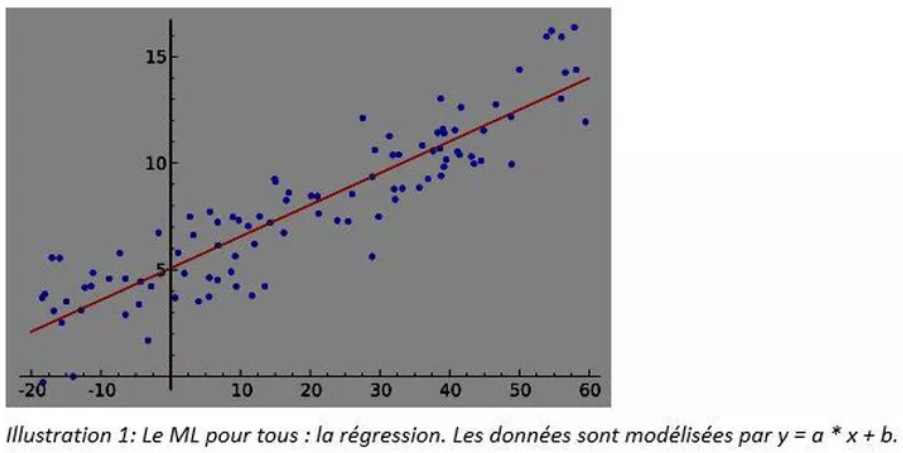 15
10
5
-20 -10 10 20 30 40 50 60
Illustration 1: Le ML pour tous : la régression. Les données sont modélisées par y = a * x + b.